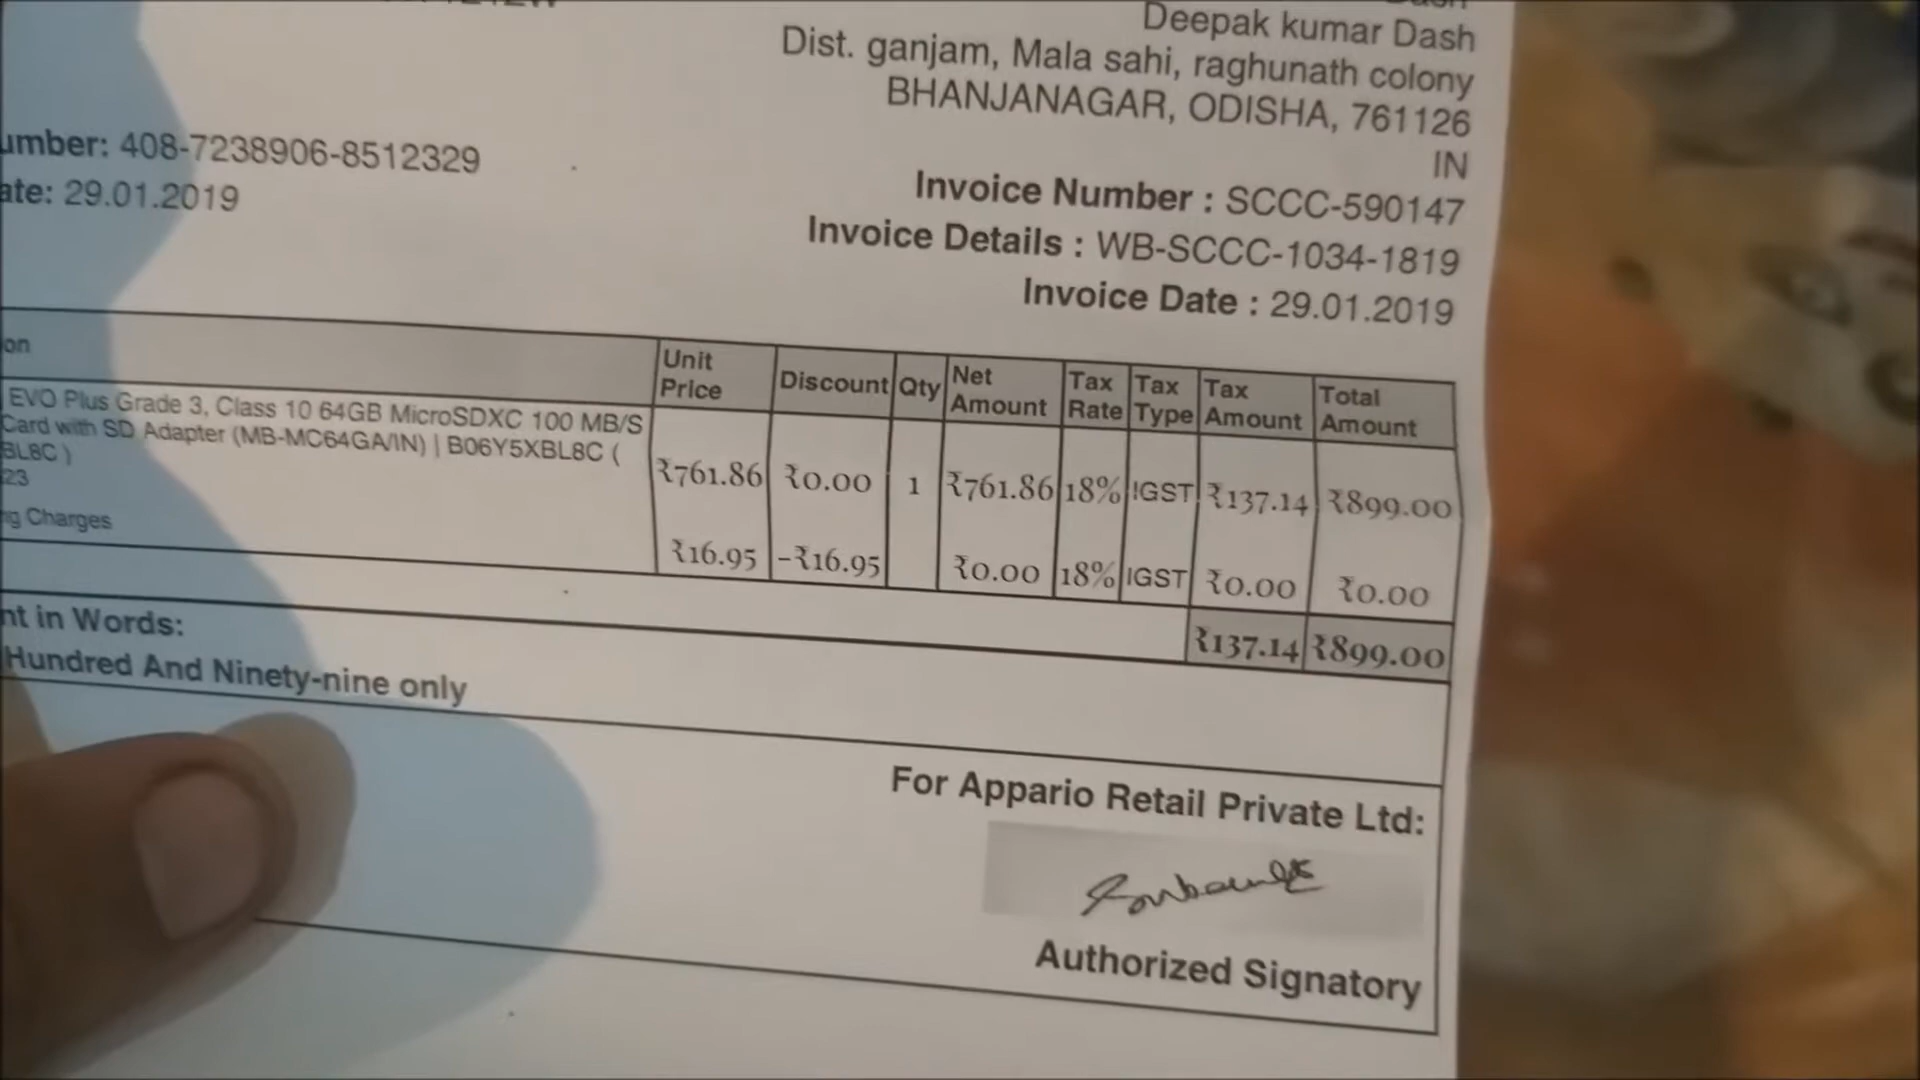 Deepak kumar Dash
Dist. ganjam, Mala sahi, raghunath colony
BHANJANAGAR, ODISHA, 761126
IN
umber: 408-7238906-8512329
ate: 29.01.2019
Invoice Number : SCCC-590147
Invoice Details : WB-SCCC-1034-1819
Invoice Date : 29.01.2019
on Unit Price Discount Qty Net Amount Tax Rate Tax Type Tax Amount Total Amount
EVO Plus Grade 3, Class 10 64GB MicroSDXC 100 MB/S
Card with SD Adapter (MB-MC64GA/IN) | B06Y5XBL8C (
BL8C )
23
₹761.86 ₹0.00 1 ₹761.86 18% IGST ₹137.14 ₹899.00
ng Charges
₹16.95 -₹16.95 ₹0.00 18% IGST ₹0.00 ₹0.00
₹137.14 ₹899.00
nt in Words:
Hundred And Ninety-nine only
For Appario Retail Private Ltd:
Authorized Signatory